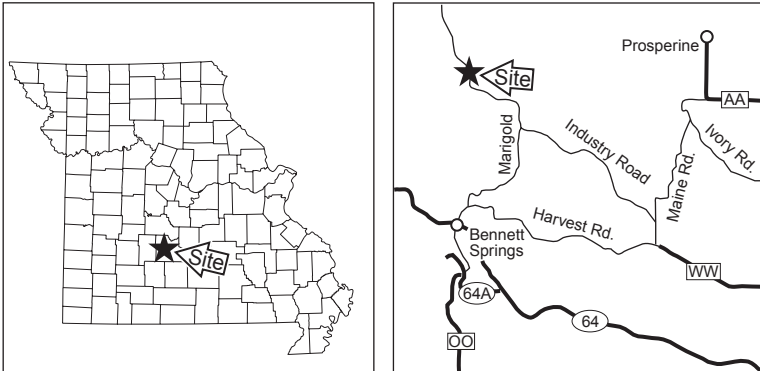 Site
Prosperine
Site
AA
Marigold
Industry Road
Maine Rd.
Ivory Rd.
Harvest Rd.
Bennett
Springs
WW
64A
64
OO